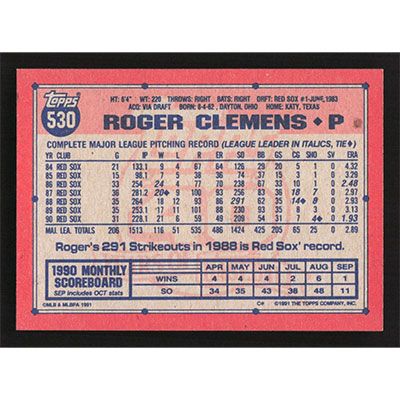 Topps
530
HT: 6'4" WT: 220 THROWS: RIGHT BATS: RIGHT DRFT: RED SOX #1-JUNE, 1983
ACQ: VIA DRAFT BORN: 8-4-62, DAYTON, OHIO HOME: KATY, TEXAS
ROGER CLEMENS ◆ P
COMPLETE MAJOR LEAGUE PITCHING RECORD (LEAGUE LEADER IN ITALICS, TIE◆)
YR CLUB G IP W L R ER SO BB GS CG SHO SV ERA
84 RED SOX 21 133.1 9 4 67 64 126 29 20 5 1 0 4.32
85 RED SOX 15 98.1 7 5 38 36 74 37 15 3 1 0 3.29
86 RED SOX 33 254 24 4 77 70 238 67 33 10 1 0 2.48
87 RED SOX 36 281.2 20◆ 9 100 93 256 83 36 18 7 0 2.97
88 RED SOX 35 264 18 12 93 86 291 62 35 14◆ 8 0 2.93
89 RED SOX 35 253.1 17 11 101 88 230 93 35 8 3 0 3.13
90 RED SOX 31 228.1 21 6 59 49 209 54 31 7 4◆ 0 1.93
MAJ. LEA. TOTALS 206 1513 116 51 535 486 1424 425 205 65 25 0 2.89
Roger's 291 Strikeouts in 1988 is Red Sox' record.
1990 MONTHLY SCOREBOARD
SEP includes OCT stats
APR MAY JUN JUL AUG SEP
WINS 4 4 4 2 6 1
SO 34 35 43 38 48 11
©MLB & MLBPA 1991 C# ©1991 THE TOPPS COMPANY, INC.